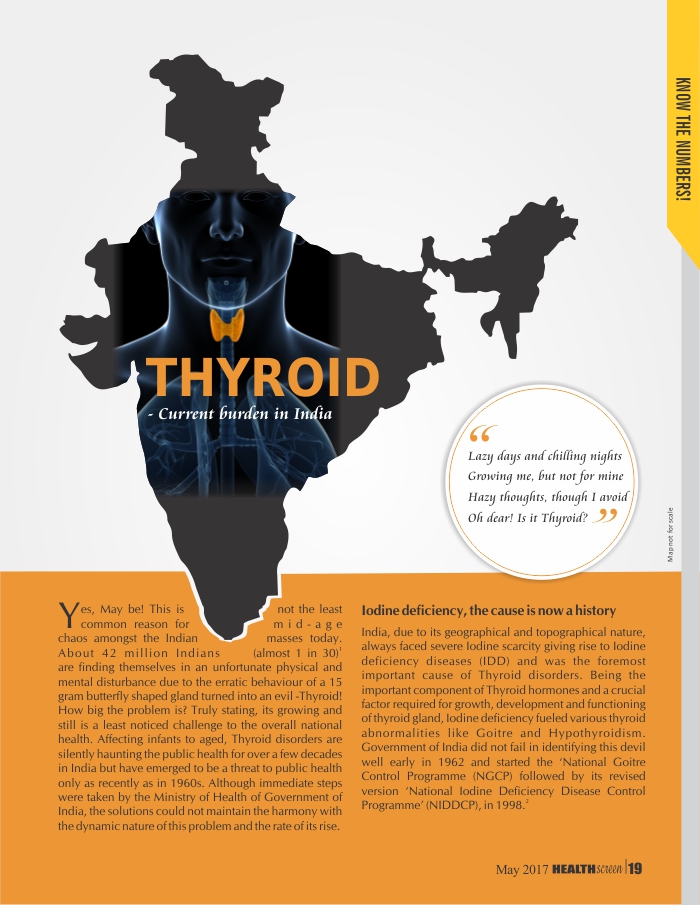 KNOW THE NUMBERS!
THYROID
- Current burden in India
“
Lazy days and chilling nights
Growing me, but not for mine
Hazy thoughts, though I avoid
Oh dear! Is it Thyroid? ”
Map not for scale
Yes, May be! This is not the least
common reason for mid-age
chaos amongst the Indian masses today.
About 42 million Indians (almost 1 in 30)1
are finding themselves in an unfortunate physical and
mental disturbance due to the erratic behaviour of a 15
gram butterfly shaped gland turned into an evil -Thyroid!
How big the problem is? Truly stating, its growing and
still is a least noticed challenge to the overall national
health. Affecting infants to aged, Thyroid disorders are
silently haunting the public health for over a few decades
in India but have emerged to be a threat to public health
only as recently as in 1960s. Although immediate steps
were taken by the Ministry of Health of Government of
India, the solutions could not maintain the harmony with
the dynamic nature of this problem and the rate of its rise.
Iodine deficiency, the cause is now a history
India, due to its geographical and topographical nature,
always faced severe Iodine scarcity giving rise to Iodine
deficiency diseases (IDD) and was the foremost
important cause of Thyroid disorders. Being the
important component of Thyroid hormones and a crucial
factor required for growth, development and functioning
of thyroid gland, Iodine deficiency fueled various thyroid
abnormalities like Goitre and Hypothyroidism.
Government of India did not fail in identifying this devil
well early in 1962 and started the ‘National Goitre
Control Programme (NGCP) followed by its revised
version ‘National Iodine Deficiency Disease Control
Programme’ (NIDDCP), in 1998.2
May 2017 HEALTHscreen |19